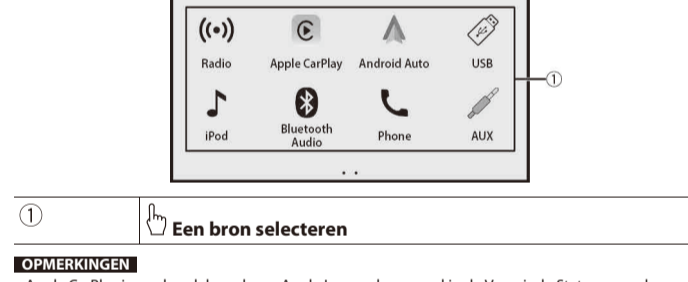 Radio Apple CarPlay Android Auto USB
①
iPod Bluetooth Audio Phone AUX
① Een bron selecteren
OPMERKINGEN